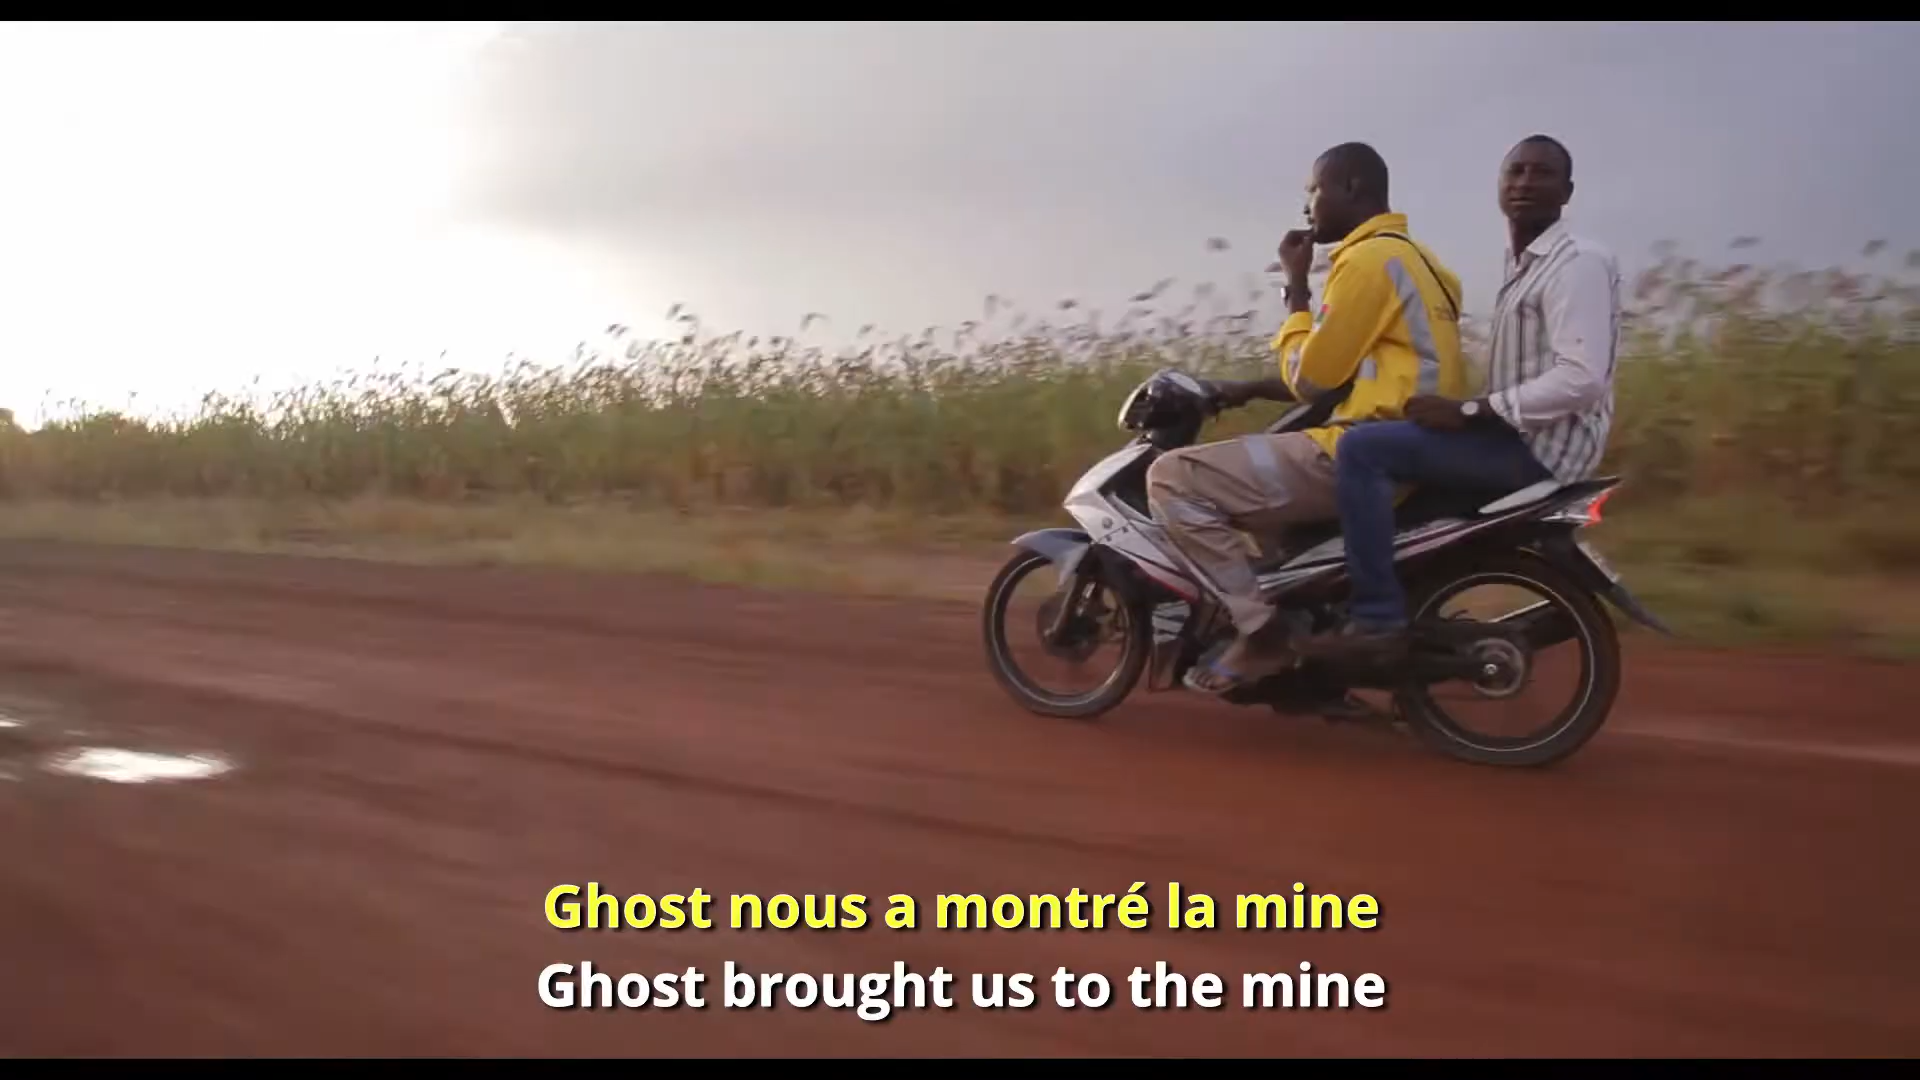 Ghost nous a montré la mine
Ghost brought us to the mine